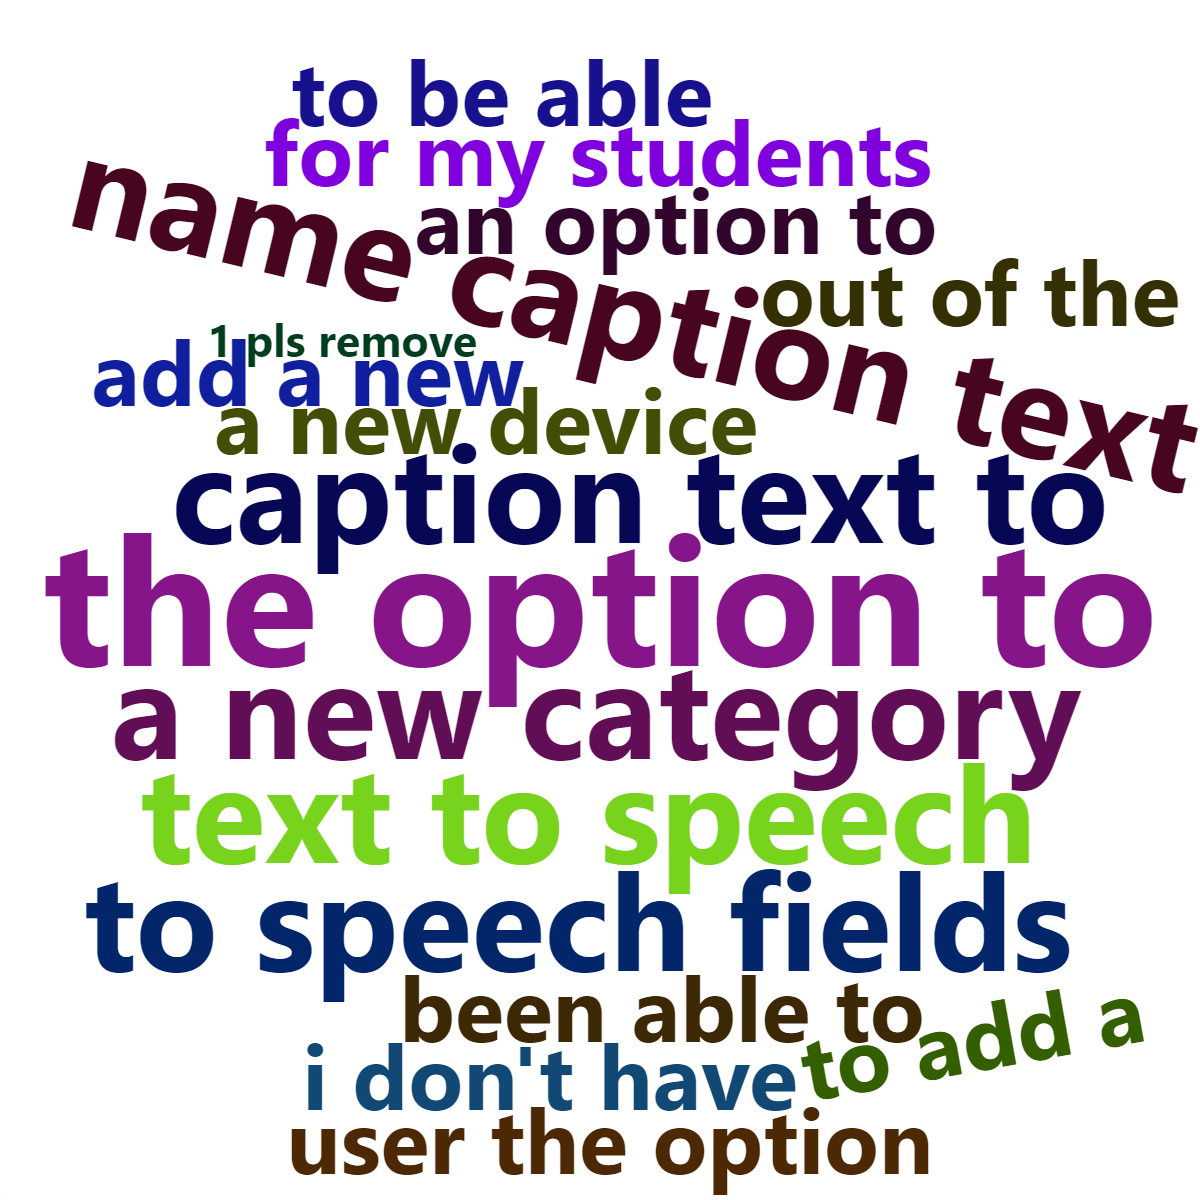 to be able
for my students
an option to
name caption text
out of the
1 pls remove
add a new
a new device
caption text to
the option to
a new category
text to speech
to speech fields
been able to
to add a
i don't have
user the option